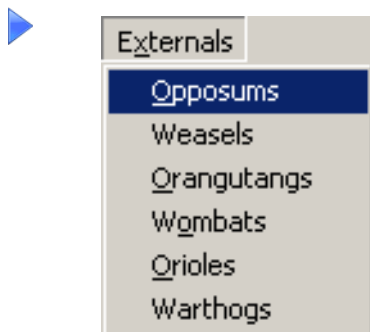 Externals
Opposums
Weasels
Orangutangs
Wombats
Orioles
Warthogs